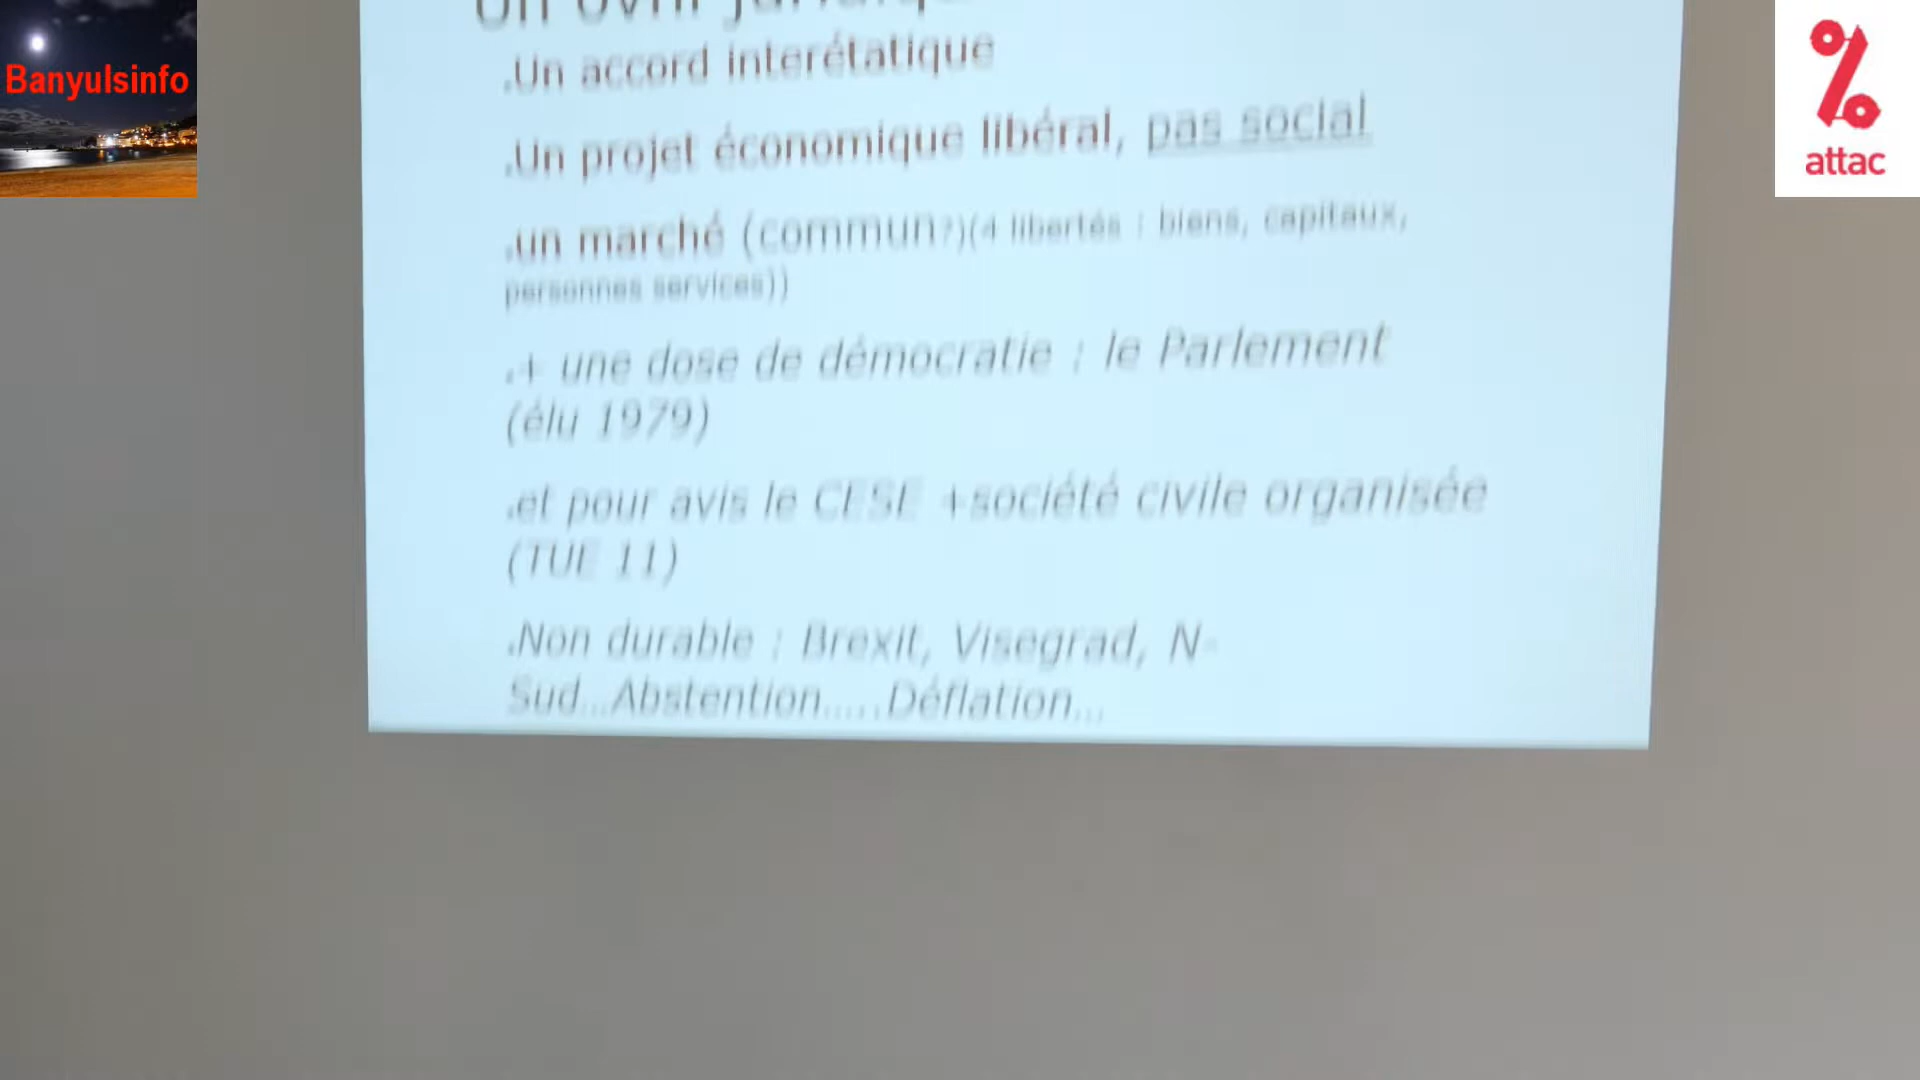 Banyulsinfo
attac
Un ovni
.Un accord interétatique
.Un projet économique libéral, pas social
.un marché (commun?)(4 libertés : biens, capitaux,
personnes services))
.+ une dose de démocratie : le Parlement
(élu 1979)
.et pour avis le CESE +société civile organisée
(TUE 11)
.Non durable : Brexit, Visegrad, N-
Sud...Abstention.....Déflation...